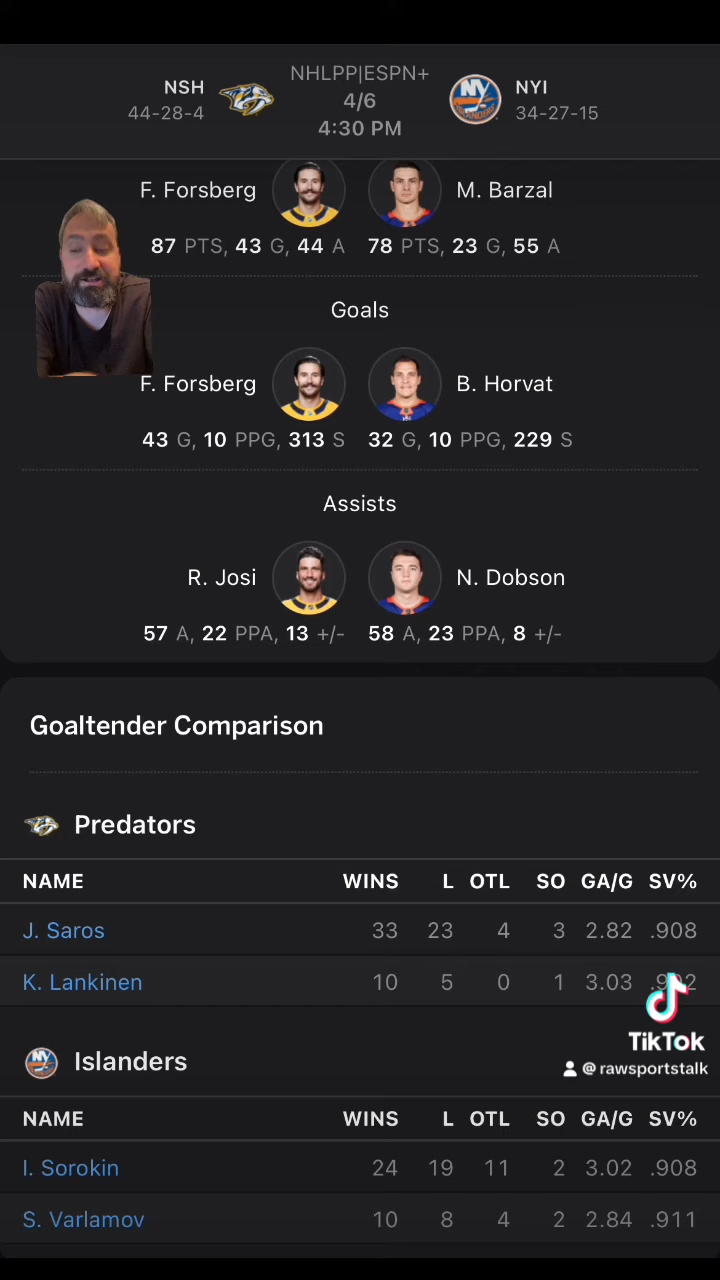 NHLPP|ESPN+
NSH NYI
44-28-4 4/6 34-27-15
4:30 PM
F. Forsberg M. Barzal
87 PTS, 43 G, 44 A 78 PTS, 23 G, 55 A
Goals
F. Forsberg B. Horvat
43 G, 10 PPG, 313 S 32 G, 10 PPG, 229 S
Assists
R. Josi N. Dobson
57 A, 22 PPA, 13 +/- 58 A, 23 PPA, 8 +/-
Goaltender Comparison
Predators
NAME WINS L OTL SO GA/G SV%
J. Saros 33 23 4 3 2.82 .908
K. Lankinen 10 5 0 1 3.03
TikTok
@rawsportstalk
Islanders
NAME WINS L OTL SO GA/G SV%
I. Sorokin 24 19 11 2 3.02 .908
S. Varlamov 10 8 4 2 2.84 .911